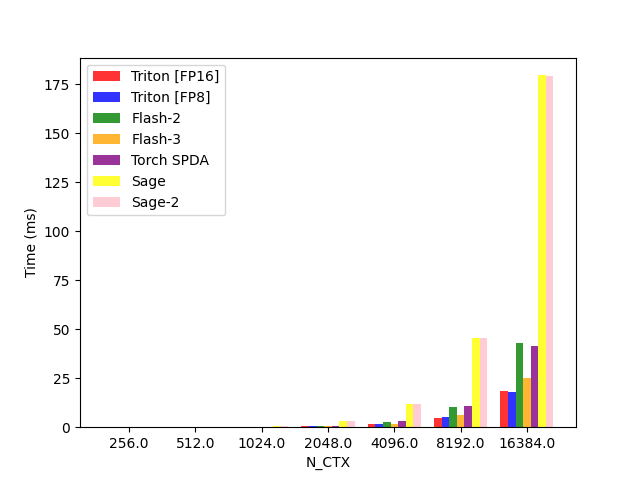 Triton [FP16]
Triton [FP8]
Flash-2
Flash-3
Torch SPDA
Sage
Sage-2
175
150
125
100
75
50
25
0
Time (ms)
256.0 512.0 1024.0 2048.0 4096.0 8192.0 16384.0
N_CTX